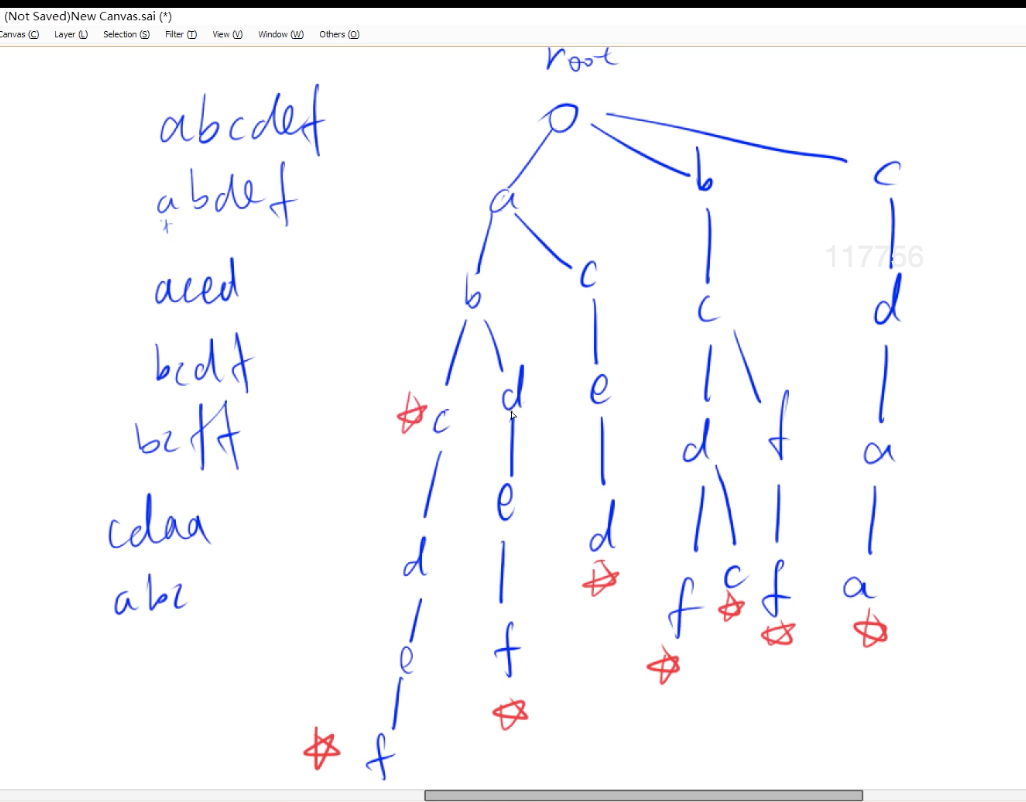 (Not Saved)New Canvas.sai (*)
Canvas (C) Layer (L) Selection (S) Filter (T) View (V) Window (W) Others (O)
root
abcdef
abdef
aced
bcdf
bcff
cdaa
abc
a b c
b c c d
c d e d f a
d e d f c f a
e f
f
117756